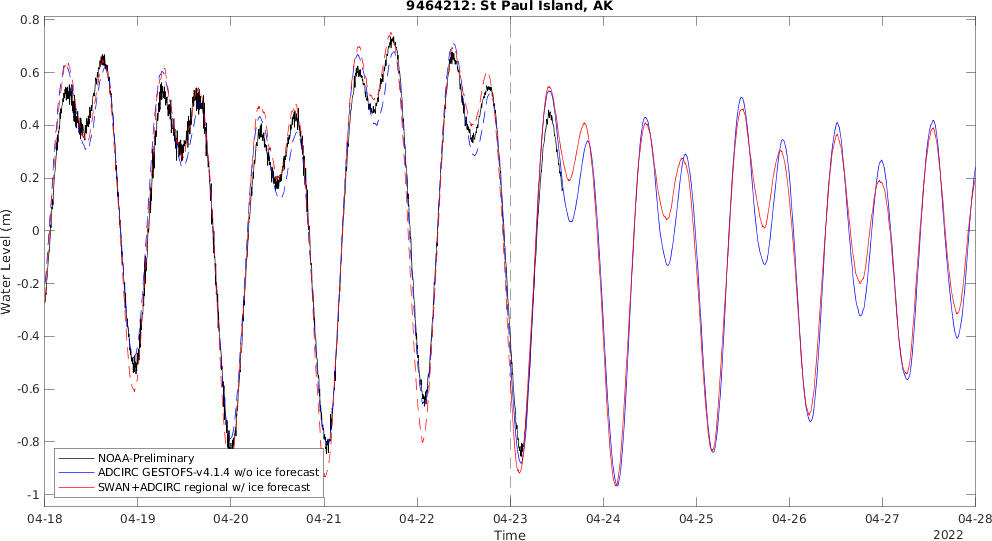 9464212: St Paul Island, AK
Water Level (m)
0.8
0.6
0.4
0.2
0
-0.2
-0.4
-0.6
-0.8
-1
NOAA-Preliminary
ADCIRC GESTOFS-v4.1.4 w/o ice forecast
SWAN+ADCIRC regional w/ ice forecast
04-18 04-19 04-20 04-21 04-22 04-23 04-24 04-25 04-26 04-27 04-28
Time
2022